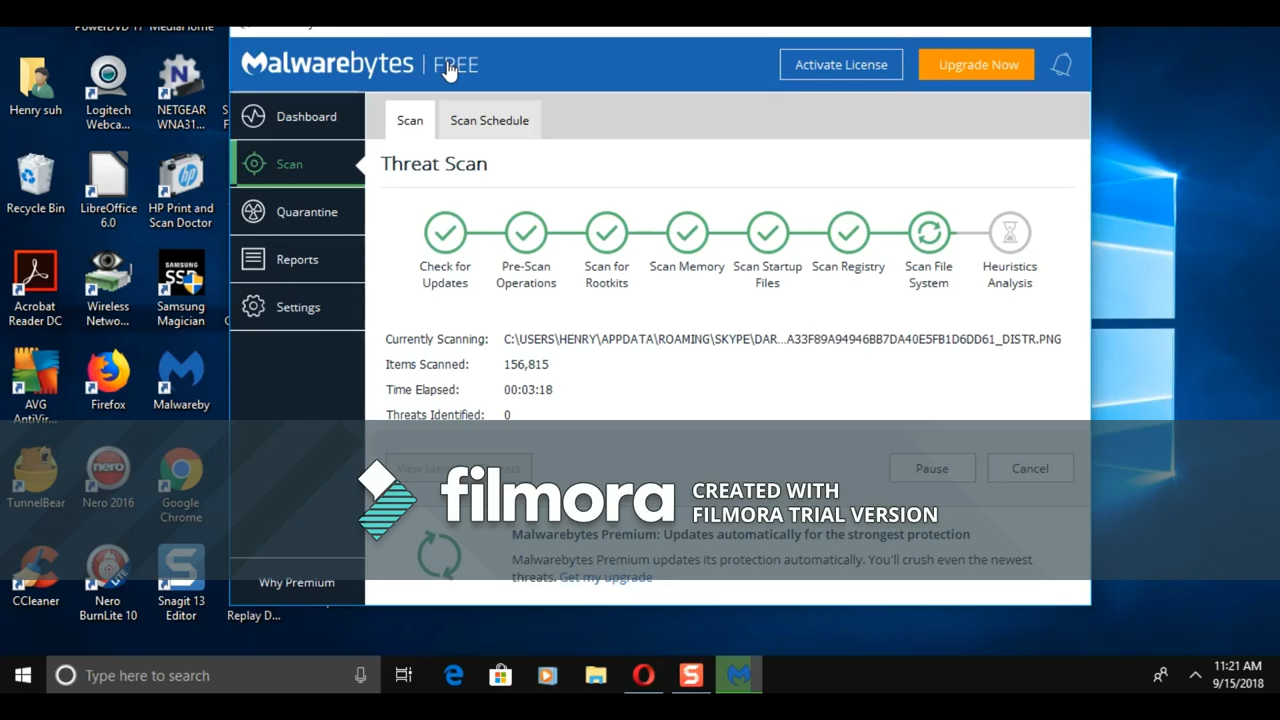 PowerDVD 17 MediaHome
Henry suh
Logitech
Webca...
NETGEAR
WNA31...
Recycle Bin
LibreOffice
6.0
HP Print and
Scan Doctor
Acrobat
Reader DC
Wireless
Netwo...
Samsung
Magician
SAMSUNG
SSD
AVG
AntiVir...
Firefox
Malwareby
TunnelBear
nero
Nero 2016
Google
Chrome
CCleaner
Nero
BurnLite 10
Snagit 13
Editor
Replay D...
Malwarebytes | FREE
Activate License
Upgrade Now
Dashboard
Scan
Quarantine
Reports
Settings
Why Premium
Scan
Scan Schedule
Threat Scan
Check for
Updates
Pre-Scan
Operations
Scan for
Rootkits
Scan Memory
Scan Startup
Files
Scan Registry
Scan File
System
Heuristics
Analysis
Currently Scanning: C:\USERS\HENRY\APPDATA\ROAMING\SKYPE\DAR...A33F89A94946BB7DA40E5FB1D6DD61_DISTR.PNG
Items Scanned: 156,815
Time Elapsed: 00:03:18
Threats Identified: 0
Pause
Cancel
filmora
CREATED WITH
FILMORA TRIAL VERSION
Malwarebytes Premium: Updates automatically for the strongest protection
Malwarebytes Premium updates its protection automatically. You'll crush even the newest
threats. Get my upgrade
Type here to search
11:21 AM
9/15/2018